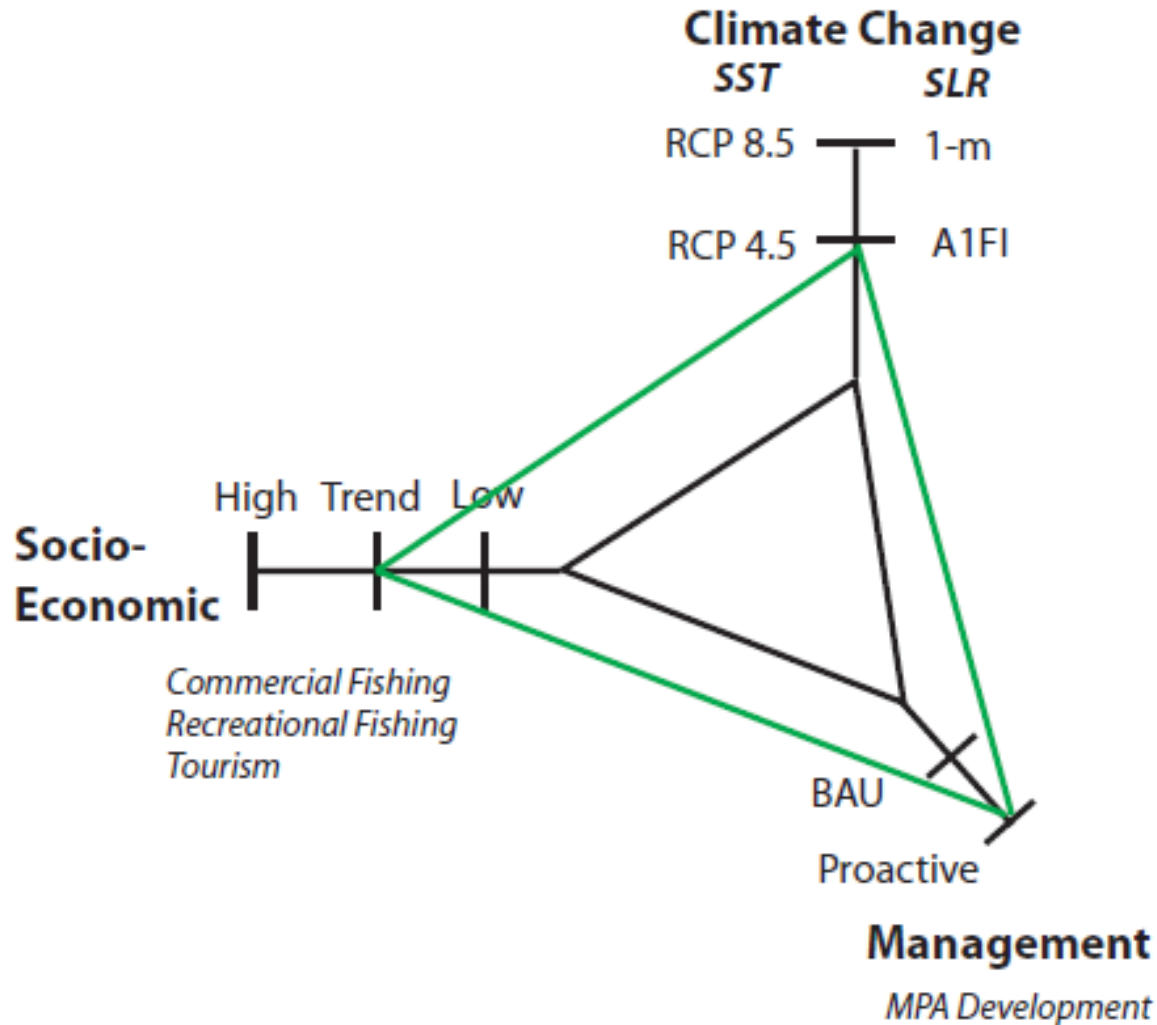 Climate Change
SST SLR
RCP 8.5 1-m
RCP 4.5 A1FI
High Trend Low
Socio-
Economic
Commercial Fishing
Recreational Fishing
Tourism
BAU
Proactive
Management
MPA Development